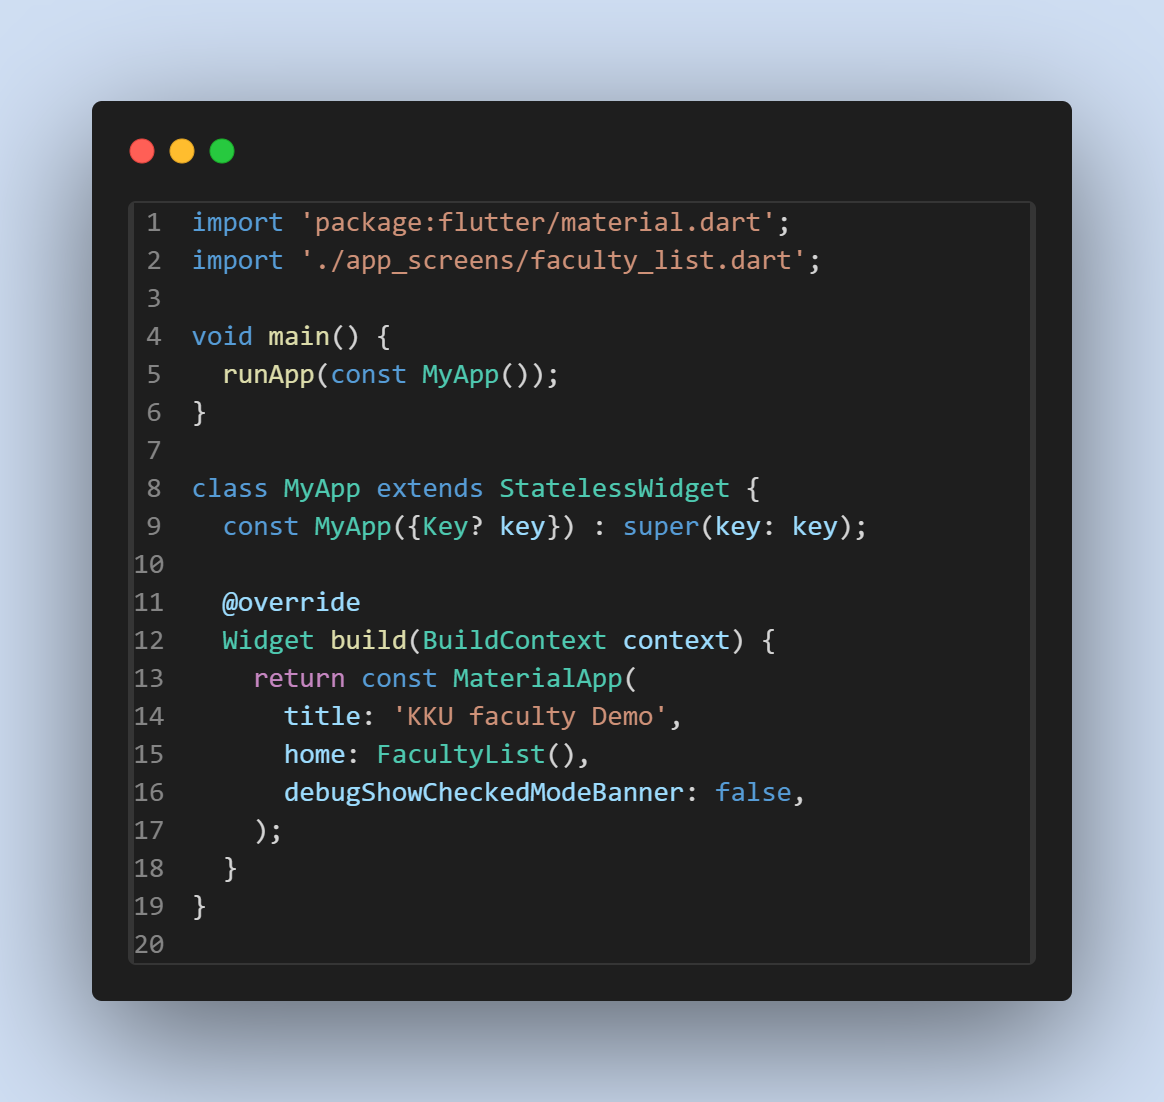 1 import 'package:flutter/material.dart';
2 import './app_screens/faculty_list.dart';
3
4 void main() {
5   runApp(const MyApp());
6 }
7
8 class MyApp extends StatelessWidget {
9   const MyApp({Key? key}) : super(key: key);
10
11   @override
12   Widget build(BuildContext context) {
13     return const MaterialApp(
14       title: 'KKU faculty Demo',
15       home: FacultyList(),
16       debugShowCheckedModeBanner: false,
17     );
18   }
19 }
20